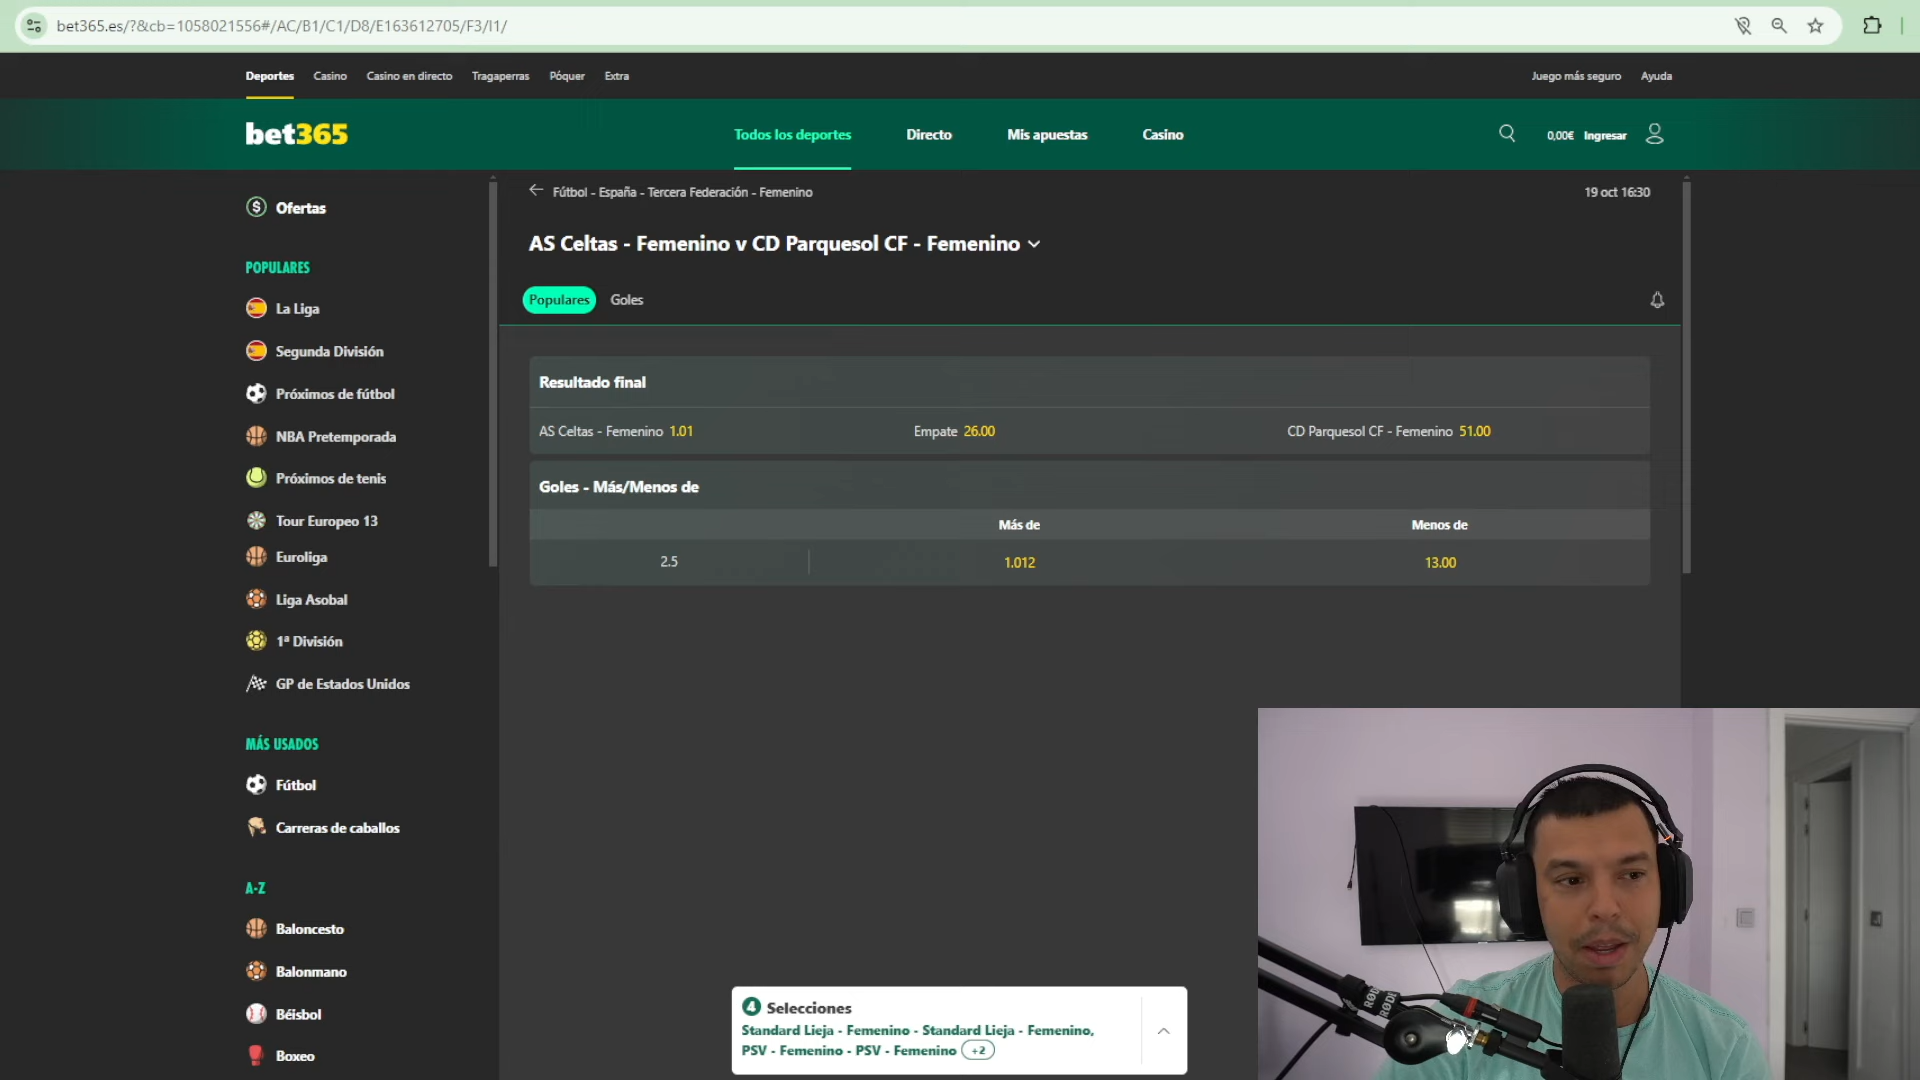 bet365.es/?&cb=1058021556#/AC/B1/C1/D8/E163612705/F3/I1/
Deportes Casino Casino en directo Tragaperras Póquer Extra Juego más seguro Ayuda
bet365 Todos los deportes Directo Mis apuestas Casino 0,00€ Ingresar
Ofertas
POPULARES
La Liga
Segunda División
Próximos de fútbol
NBA Pretemporada
Próximos de tenis
Tour Europeo 13
Euroliga
Liga Asobal
1ª División
GP de Estados Unidos
MÁS USADOS
Fútbol
Carreras de caballos
A-Z
Baloncesto
Balonmano
Béisbol
Boxeo
Fútbol - España - Tercera Federación - Femenino 19 oct 16:30
AS Celtas - Femenino v CD Parquesol CF - Femenino
Populares Goles
Resultado final
AS Celtas - Femenino 1.01 Empate 26.00 CD Parquesol CF - Femenino 51.00
Goles - Más/Menos de
Más de Menos de
2.5 1.012 13.00
4 Selecciones
Standard Lieja - Femenino - Standard Lieja - Femenino,
PSV - Femenino - PSV - Femenino +2
RODE
RODE